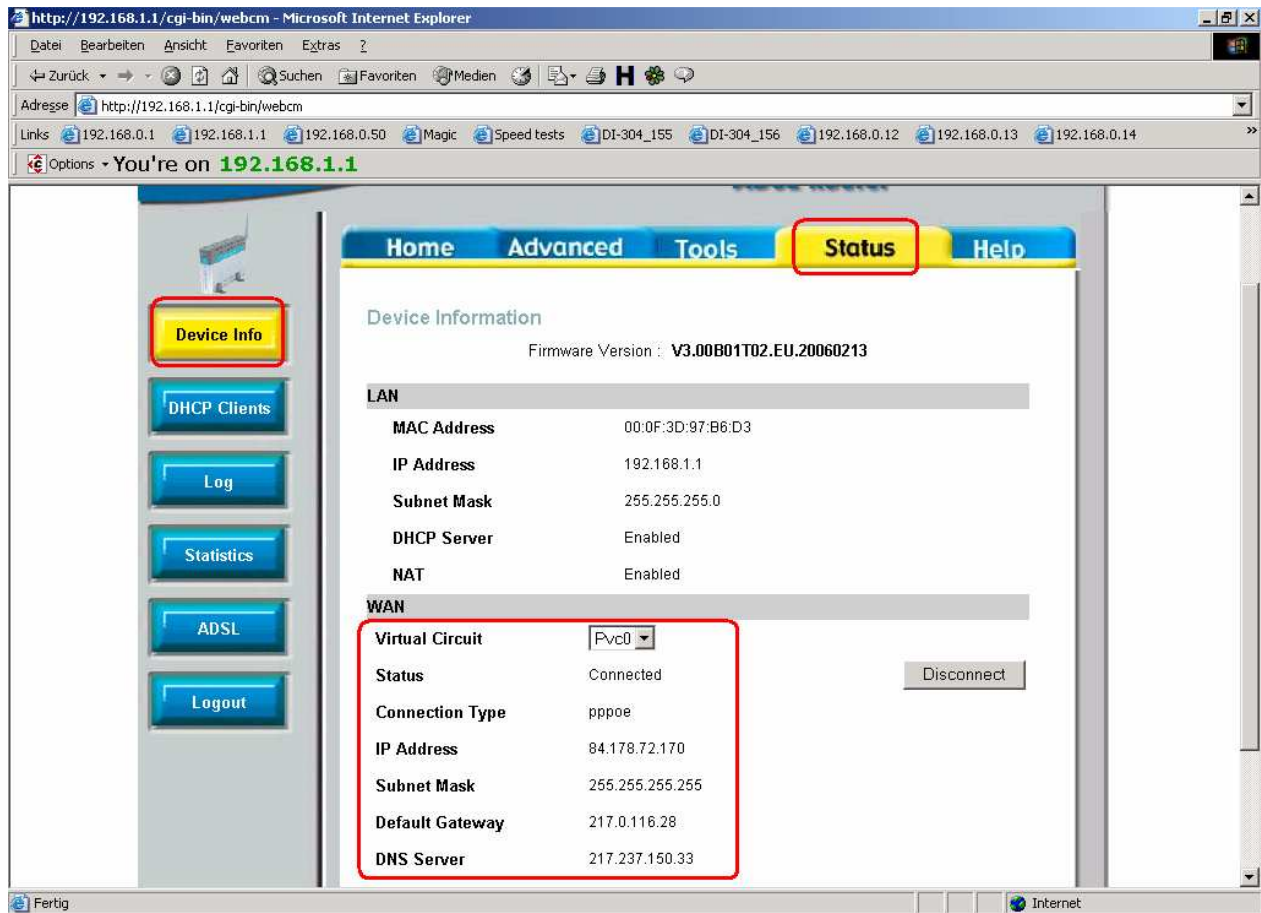 http://192.168.1.1/cgi-bin/webcm - Microsoft Internet Explorer
Datei Bearbeiten Ansicht Favoriten Extras ?
Zurück Suchen Favoriten Medien H
Adresse http://192.168.1.1/cgi-bin/webcm
Links 192.168.0.1 192.168.1.1 192.168.0.50 Magic Speed tests DI-304_155 DI-304_156 192.168.0.12 192.168.0.13 192.168.0.14 »
Options You're on 192.168.1.1
Home Advanced Tools Status Help
Device Info
DHCP Clients
Log
Statistics
ADSL
Logout
Device Information
Firmware Version : V3.00B01T02.EU.20060213
LAN
MAC Address 00:0F:3D:97:B6:D3
IP Address 192.168.1.1
Subnet Mask 255.255.255.0
DHCP Server Enabled
NAT Enabled
WAN
Virtual Circuit Pvc0
Status Connected Disconnect
Connection Type pppoe
IP Address 84.178.72.170
Subnet Mask 255.255.255.255
Default Gateway 217.0.116.28
DNS Server 217.237.150.33
Fertig Internet